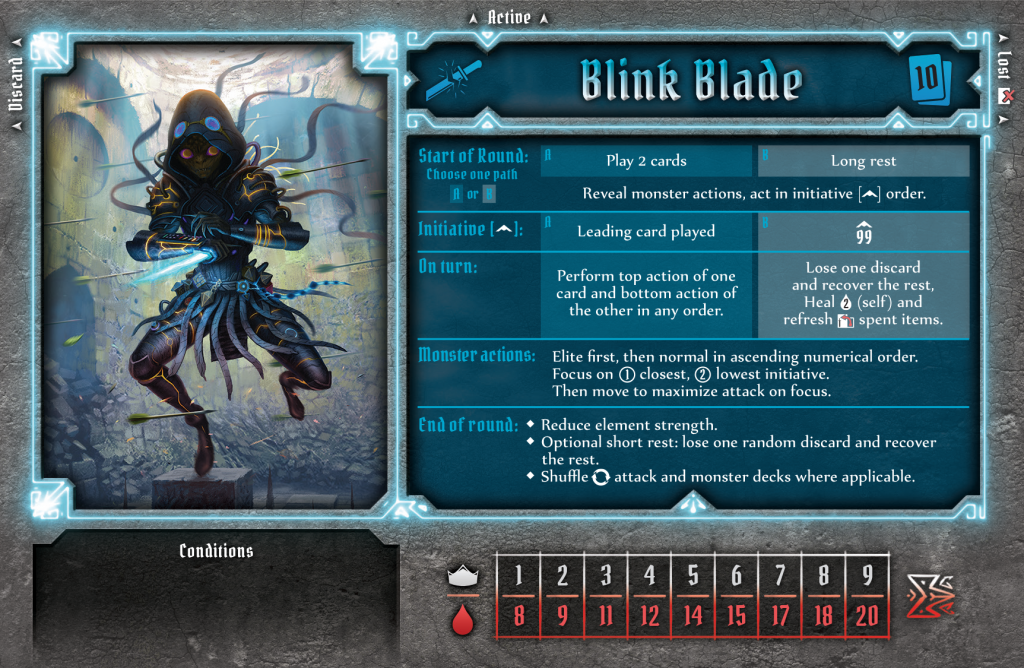 Active
Discard
Lost
Blink Blade
10
Start of Round:
Choose one path
A or B
A
Play 2 cards
B
Long rest
Reveal monster actions, act in initiative [ ] order.
Initiative [ ]:
A
Leading card played
B
99
On turn:
Perform top action of one
card and bottom action of
the other in any order.
Lose one discard
and recover the rest,
Heal 2 (self) and
refresh spent items.
Monster actions:
Elite first, then normal in ascending numerical order.
Focus on ① closest, ② lowest initiative.
Then move to maximize attack on focus.
End of round:
◆ Reduce element strength.
◆ Optional short rest: lose one random discard and recover
the rest.
◆ Shuffle attack and monster decks where applicable.
Conditions
1 2 3 4 5 6 7 8 9
8 9 11 12 14 15 17 18 20